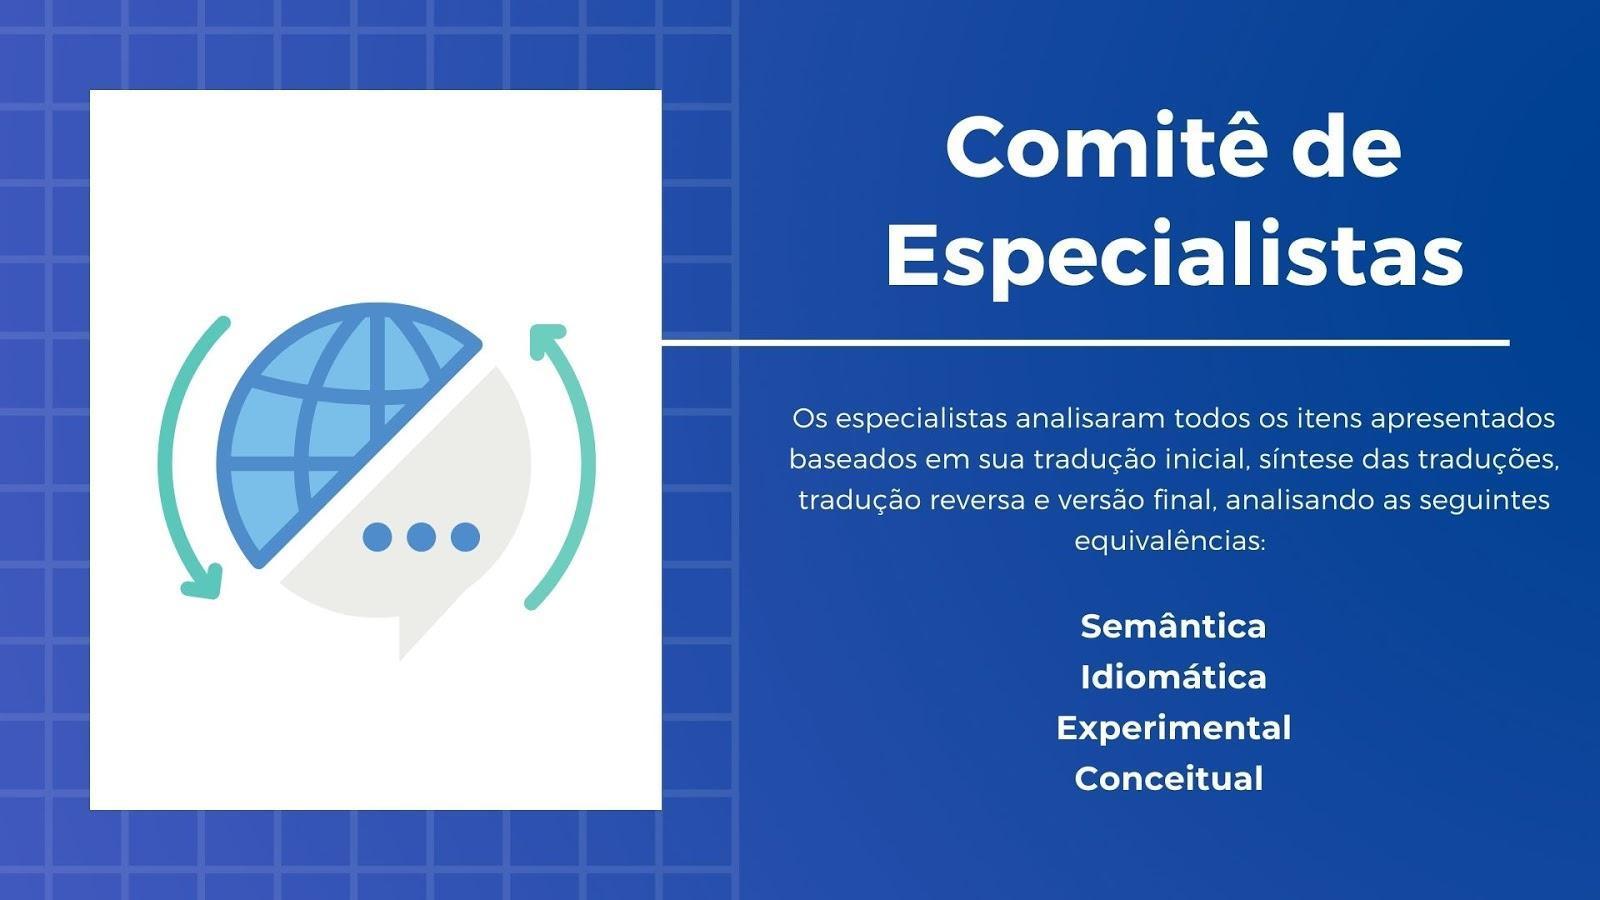 Comitê de
Especialistas
Os especialistas analisaram todos os itens apresentados
baseados em sua tradução inicial, síntese das traduções,
tradução reversa e versão final, analisando as seguintes
equivalências:
Semântica
Idiomática
Experimental
Conceitual